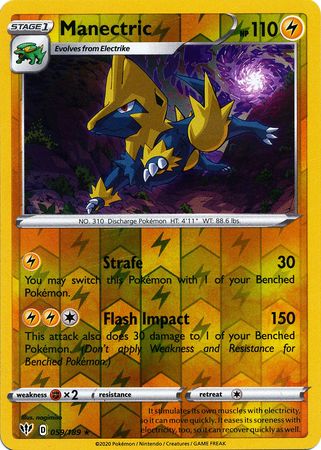 STAGE 1
Manectric
HP 110
Evolves from Electrike
NO. 310 Discharge Pokémon HT: 4'11" WT: 88.6 lbs.
Strafe 30
You may switch this Pokémon with 1 of your Benched
Pokémon.
Flash Impact 150
This attack also does 30 damage to 1 of your Benched
Pokémon. (Don't apply Weakness and Resistance for
Benched Pokémon.)
weakness ×2 resistance retreat
Illus. nagimiso
D 059/189 ★
It stimulates its own muscles with electricity,
so it can move quickly. It eases its soreness with
electricity, too, so it can recover quickly as well.
©2020 Pokémon / Nintendo / Creatures / GAME FREAK